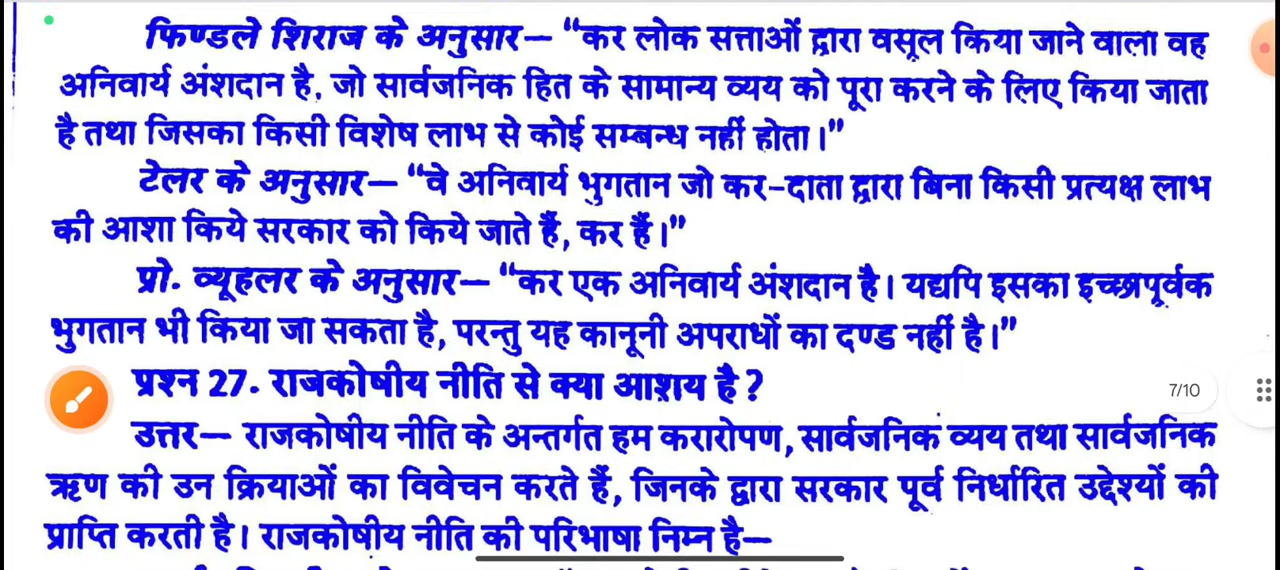 फिण्डले शिराज के अनुसार— “कर लोक सत्ताओं द्वारा वसूल किया जाने वाला वह
अनिवार्य अंशदान है, जो सार्वजनिक हित के सामान्य व्यय को पूरा करने के लिए किया जाता
है तथा जिसका किसी विशेष लाभ से कोई सम्बन्ध नहीं होता।”
टेलर के अनुसार— “वे अनिवार्य भुगतान जो कर-दाता द्वारा बिना किसी प्रत्यक्ष लाभ
की आशा किये सरकार को किये जाते हैं, कर हैं।”
प्रो. व्यूहलर के अनुसार— “कर एक अनिवार्य अंशदान है। यद्यपि इसका इच्छापूर्वक
भुगतान भी किया जा सकता है, परन्तु यह कानूनी अपराधों का दण्ड नहीं है।”
प्रश्न 27. राजकोषीय नीति से क्या आशय है?
7/10
उत्तर— राजकोषीय नीति के अन्तर्गत हम करारोपण, सार्वजनिक व्यय तथा सार्वजनिक
ऋण की उन क्रियाओं का विवेचन करते हैं, जिनके द्वारा सरकार पूर्व निर्धारित उद्देश्यों की
प्राप्ति करती है। राजकोषीय नीति की परिभाषा निम्न है—